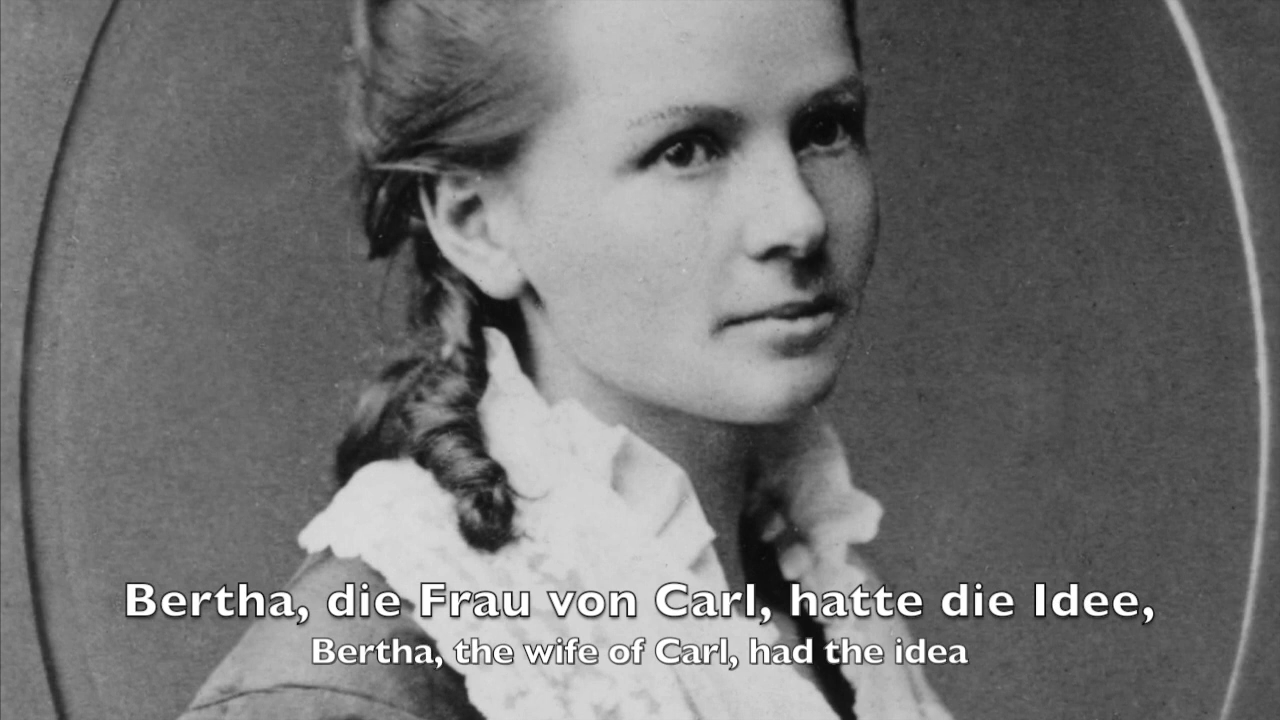 Bertha, die Frau von Carl, hatte die Idee,
Bertha, the wife of Carl, had the idea